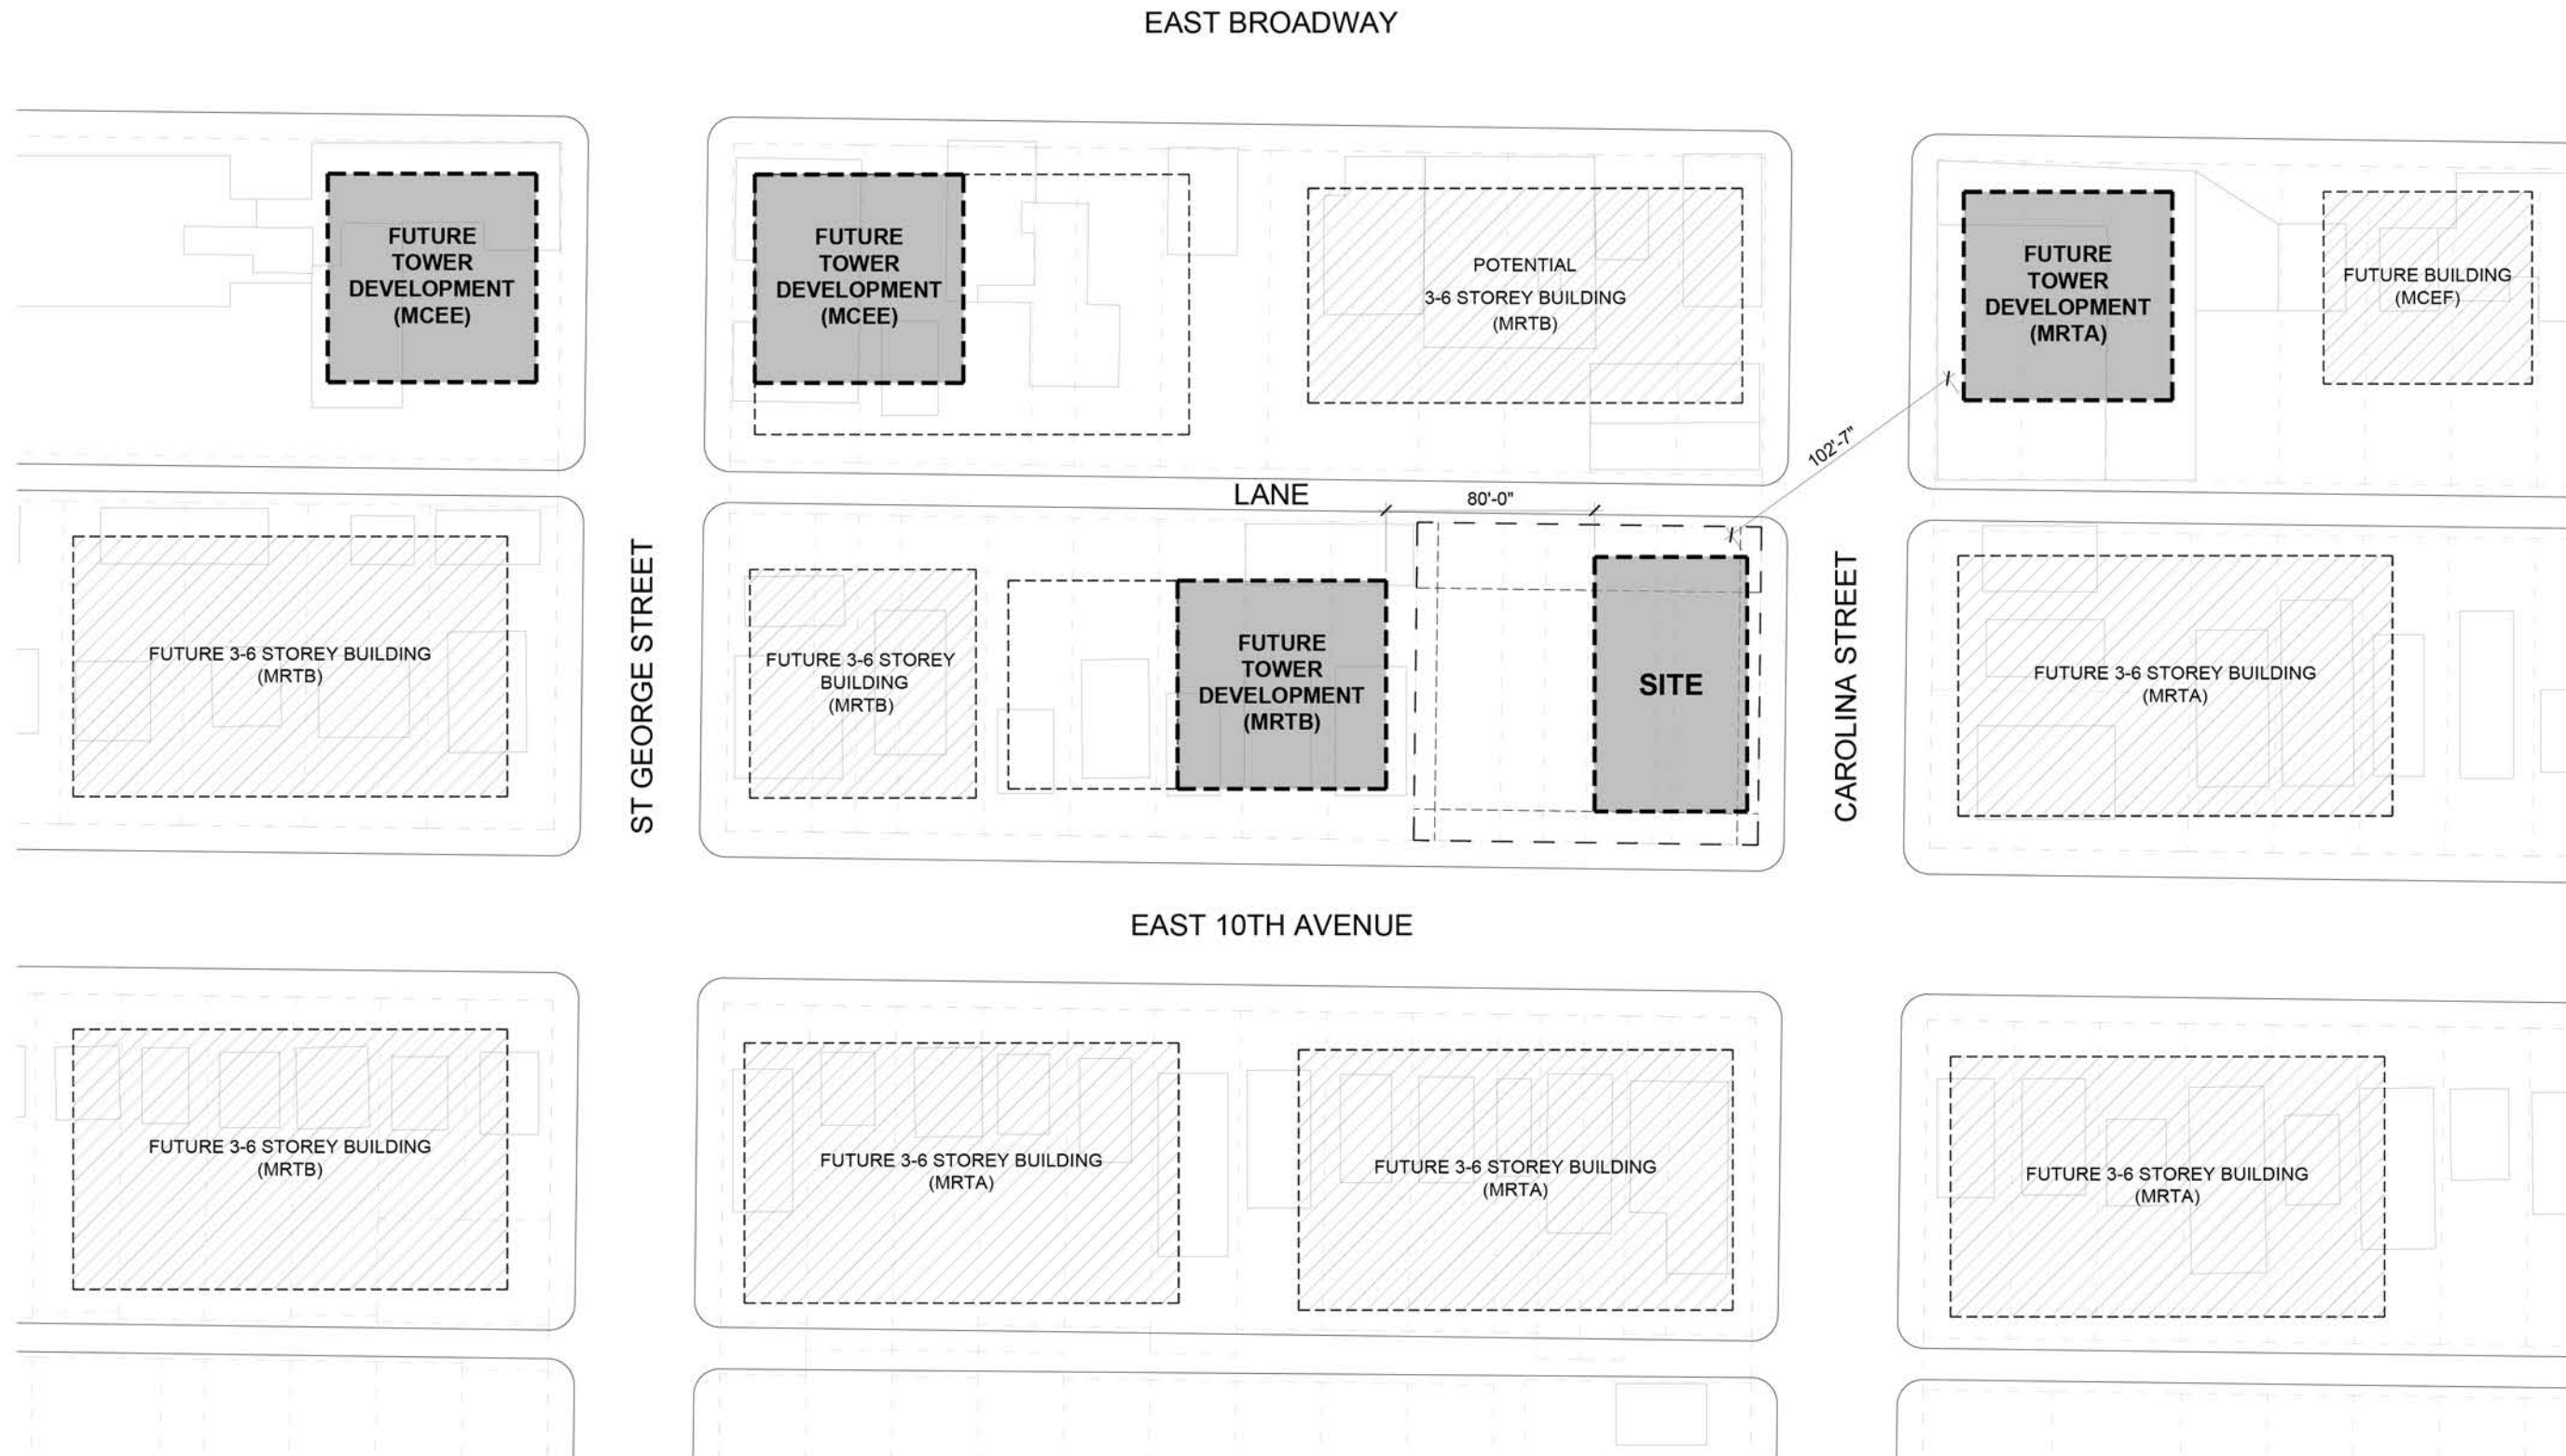 EAST BROADWAY
FUTURE
TOWER
DEVELOPMENT
(MCEE)
FUTURE
TOWER
DEVELOPMENT
(MCEE)
POTENTIAL
3-6 STOREY BUILDING
(MRTB)
FUTURE
TOWER
DEVELOPMENT
(MRTA)
FUTURE BUILDING
(MCEF)
102'-7"
LANE
80'-0"
FUTURE 3-6 STOREY BUILDING
(MRTB)
ST GEORGE STREET
FUTURE 3-6 STOREY
BUILDING
(MRTB)
FUTURE
TOWER
DEVELOPMENT
(MRTB)
SITE
CAROLINA STREET
FUTURE 3-6 STOREY BUILDING
(MRTA)
EAST 10TH AVENUE
FUTURE 3-6 STOREY BUILDING
(MRTB)
FUTURE 3-6 STOREY BUILDING
(MRTA)
FUTURE 3-6 STOREY BUILDING
(MRTA)
FUTURE 3-6 STOREY BUILDING
(MRTA)